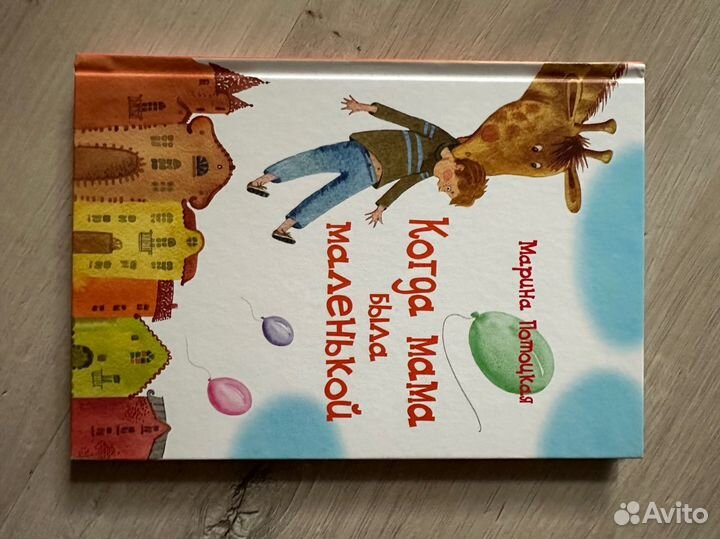 Марина Потоцкая
Когда мама
была
маленькой
Avito